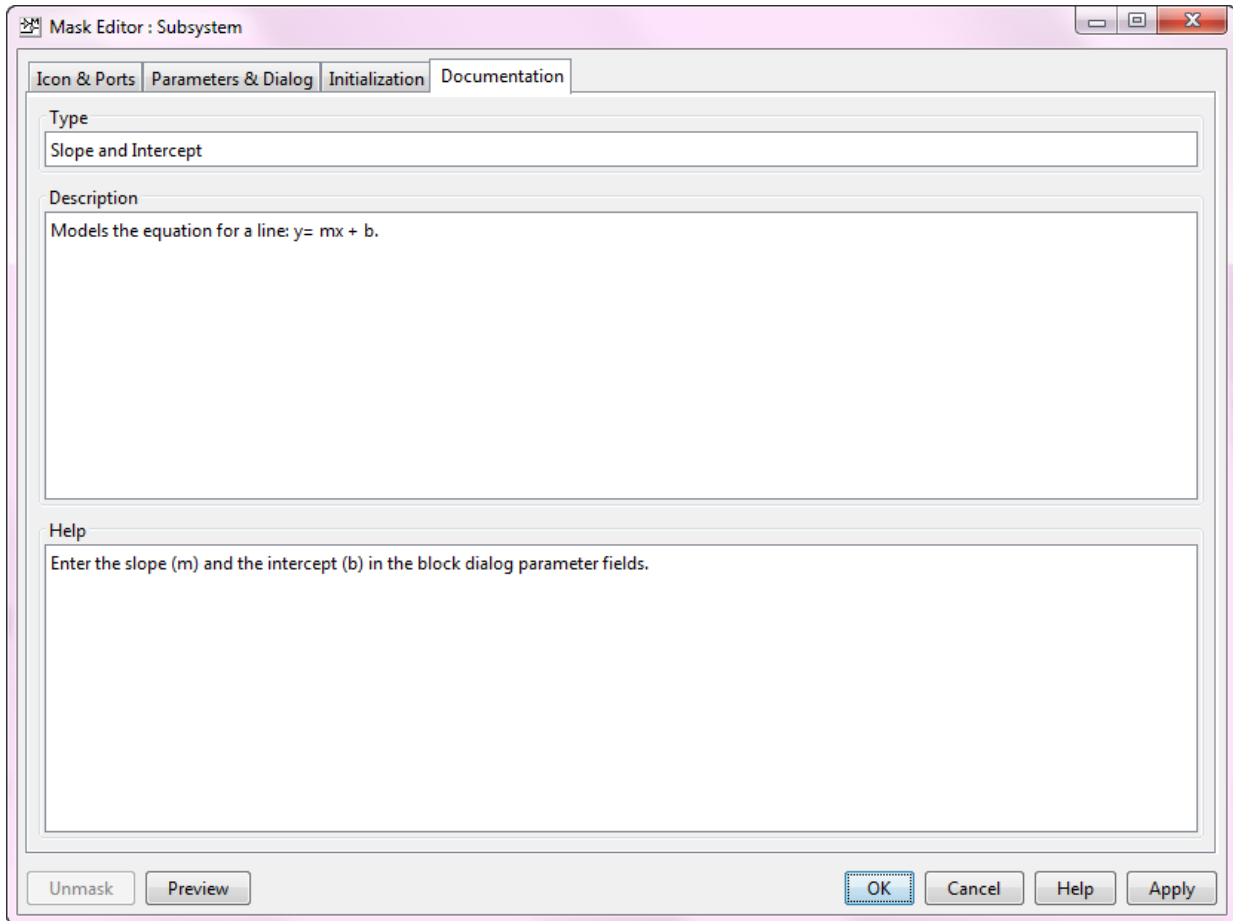 Mask Editor : Subsystem
Icon & Ports Parameters & Dialog Initialization Documentation
Type
Slope and Intercept
Description
Models the equation for a line: y= mx + b.
Help
Enter the slope (m) and the intercept (b) in the block dialog parameter fields.
Unmask Preview OK Cancel Help Apply